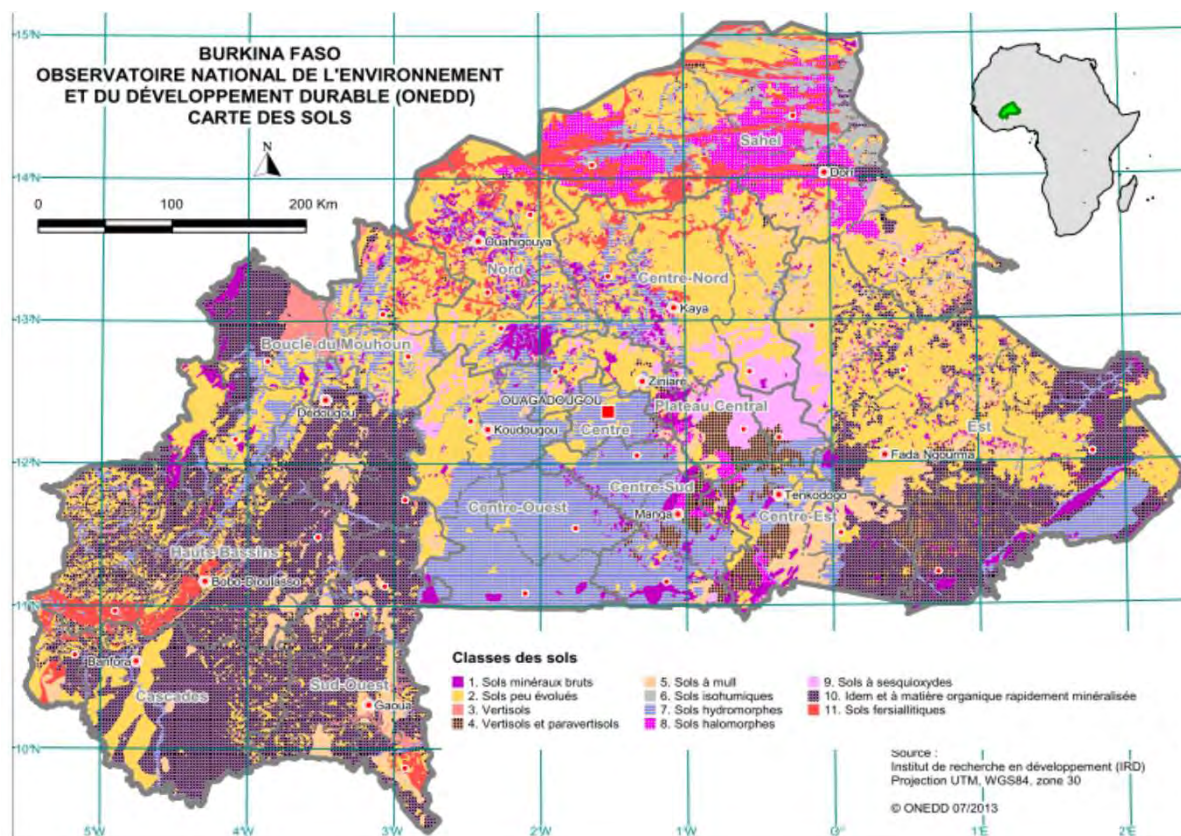 BURKINA FASO
OBSERVATOIRE NATIONAL DE L'ENVIRONNEMENT
ET DU DÉVELOPPEMENT DURABLE (ONEDD)
CARTE DES SOLS
N
0 100 200 Km
15°N
14°N
13°N
12°N
11°N
10°N
Sahel
Dori
Ouahigouya
Nord
Centre-Nord
Kaya
Boucle du Mouhoun
Ziniaré
OUAGADOUGOU
Plateau Central
Dédougou
Koudougou
Centre
Est
Fada Ngourma
Centre-Sud
Tenkodogo
Centre-Ouest
Manga
Centre-Est
Hauts-Bassins
Bobo-Dioulasso
Banfora
Cascades
Sud-Ouest
Gaoua
Classes des sols
1. Sols minéraux bruts
2. Sols peu évolués
3. Vertisols
4. Vertisols et paravertisols
5. Sols à mull
6. Sols isohumiques
7. Sols hydromorphes
8. Sols halomorphes
9. Sols à sesquioxydes
10. Idem et à matière organique rapidement minéralisée
11. Sols fersiallitiques
Source :
Institut de recherche en développement (IRD)
Projection UTM, WGS84, zone 30
© ONEDD 07/2013
5°W 4°W 3°W 2°W 1°W 0° 1°E 2°E